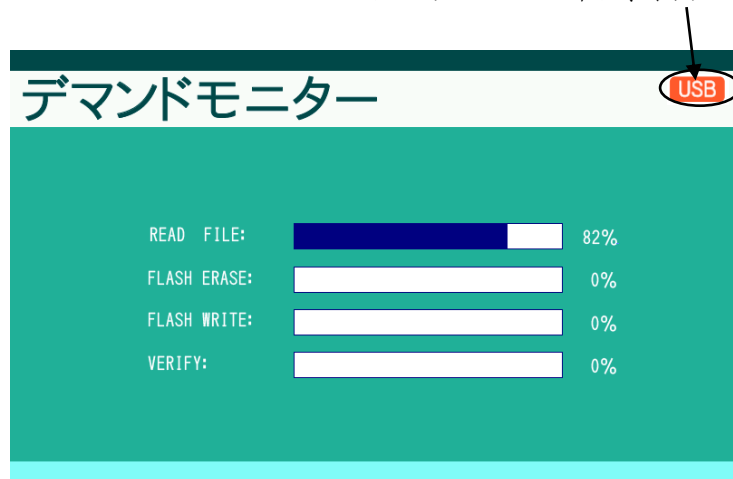 デマンドモニター
USB
READ FILE: 82%
FLASH ERASE: 0%
FLASH WRITE: 0%
VERIFY: 0%